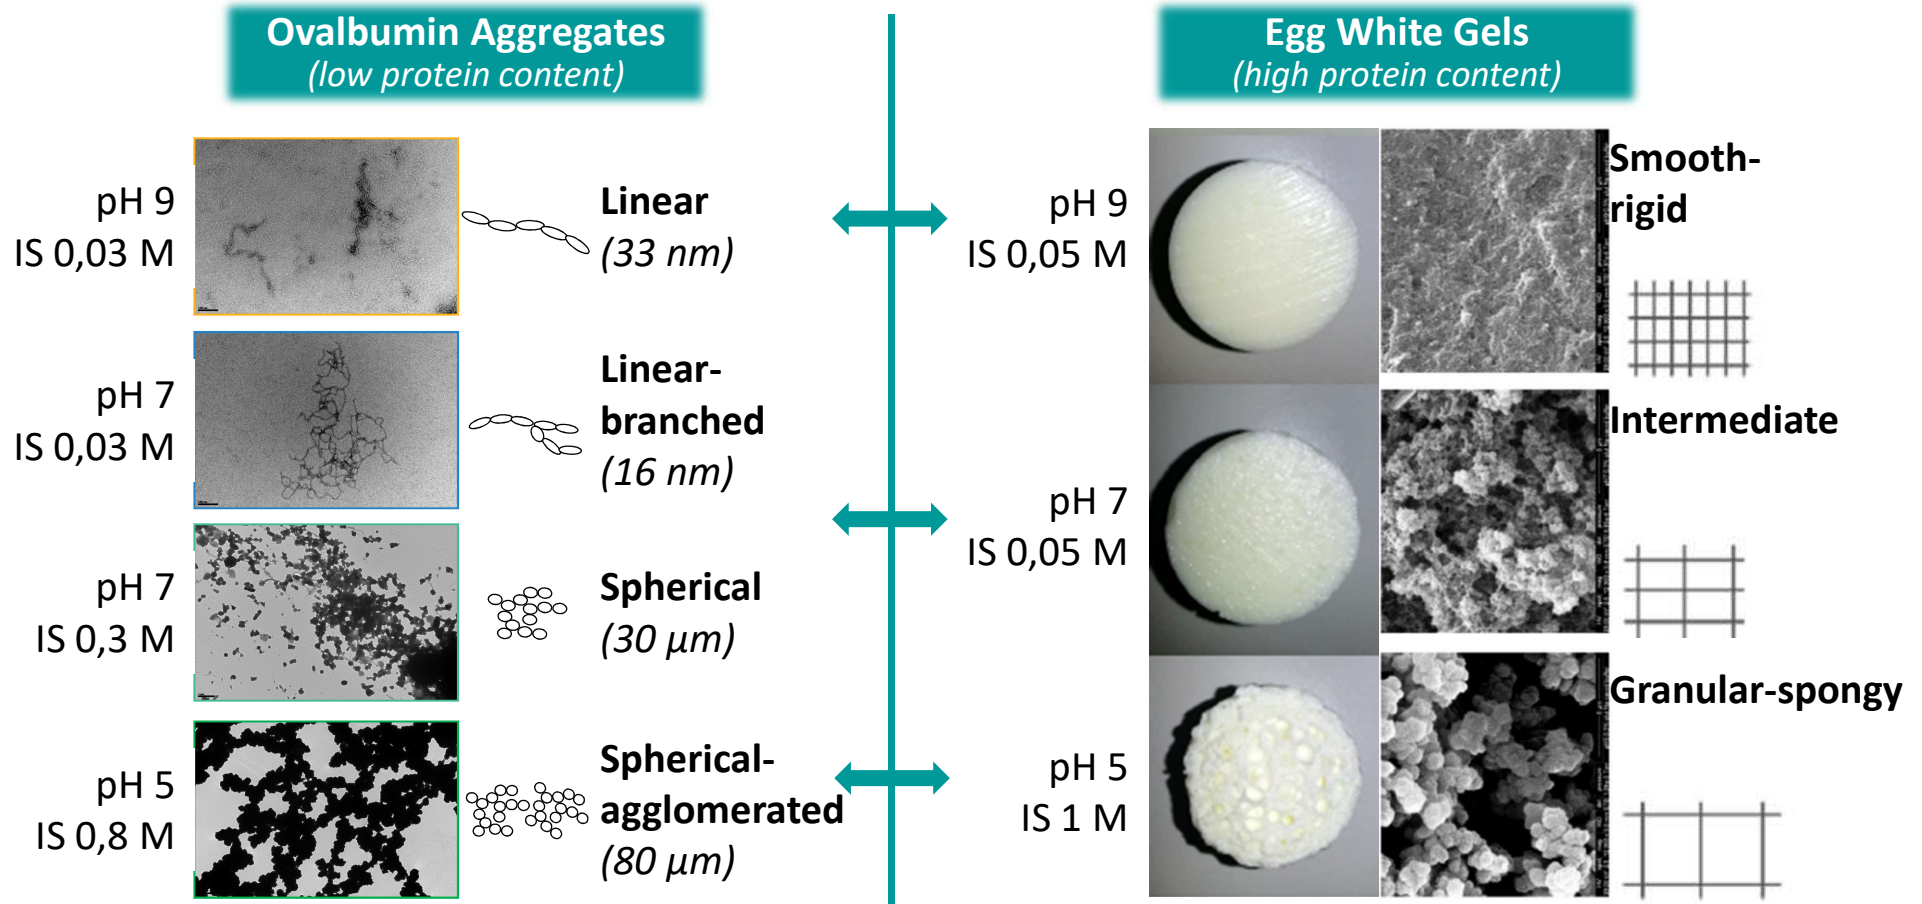 Ovalbumin Aggregates
(low protein content)
pH 9
IS 0,03 M
Linear
(33 nm)
pH 7
IS 0,03 M
Linear-
branched
(16 nm)
pH 7
IS 0,3 M
Spherical
(30 µm)
pH 5
IS 0,8 M
Spherical-
agglomerated
(80 µm)
Egg White Gels
(high protein content)
pH 9
IS 0,05 M
Smooth-
rigid
pH 7
IS 0,05 M
Intermediate
pH 5
IS 1 M
Granular-spongy